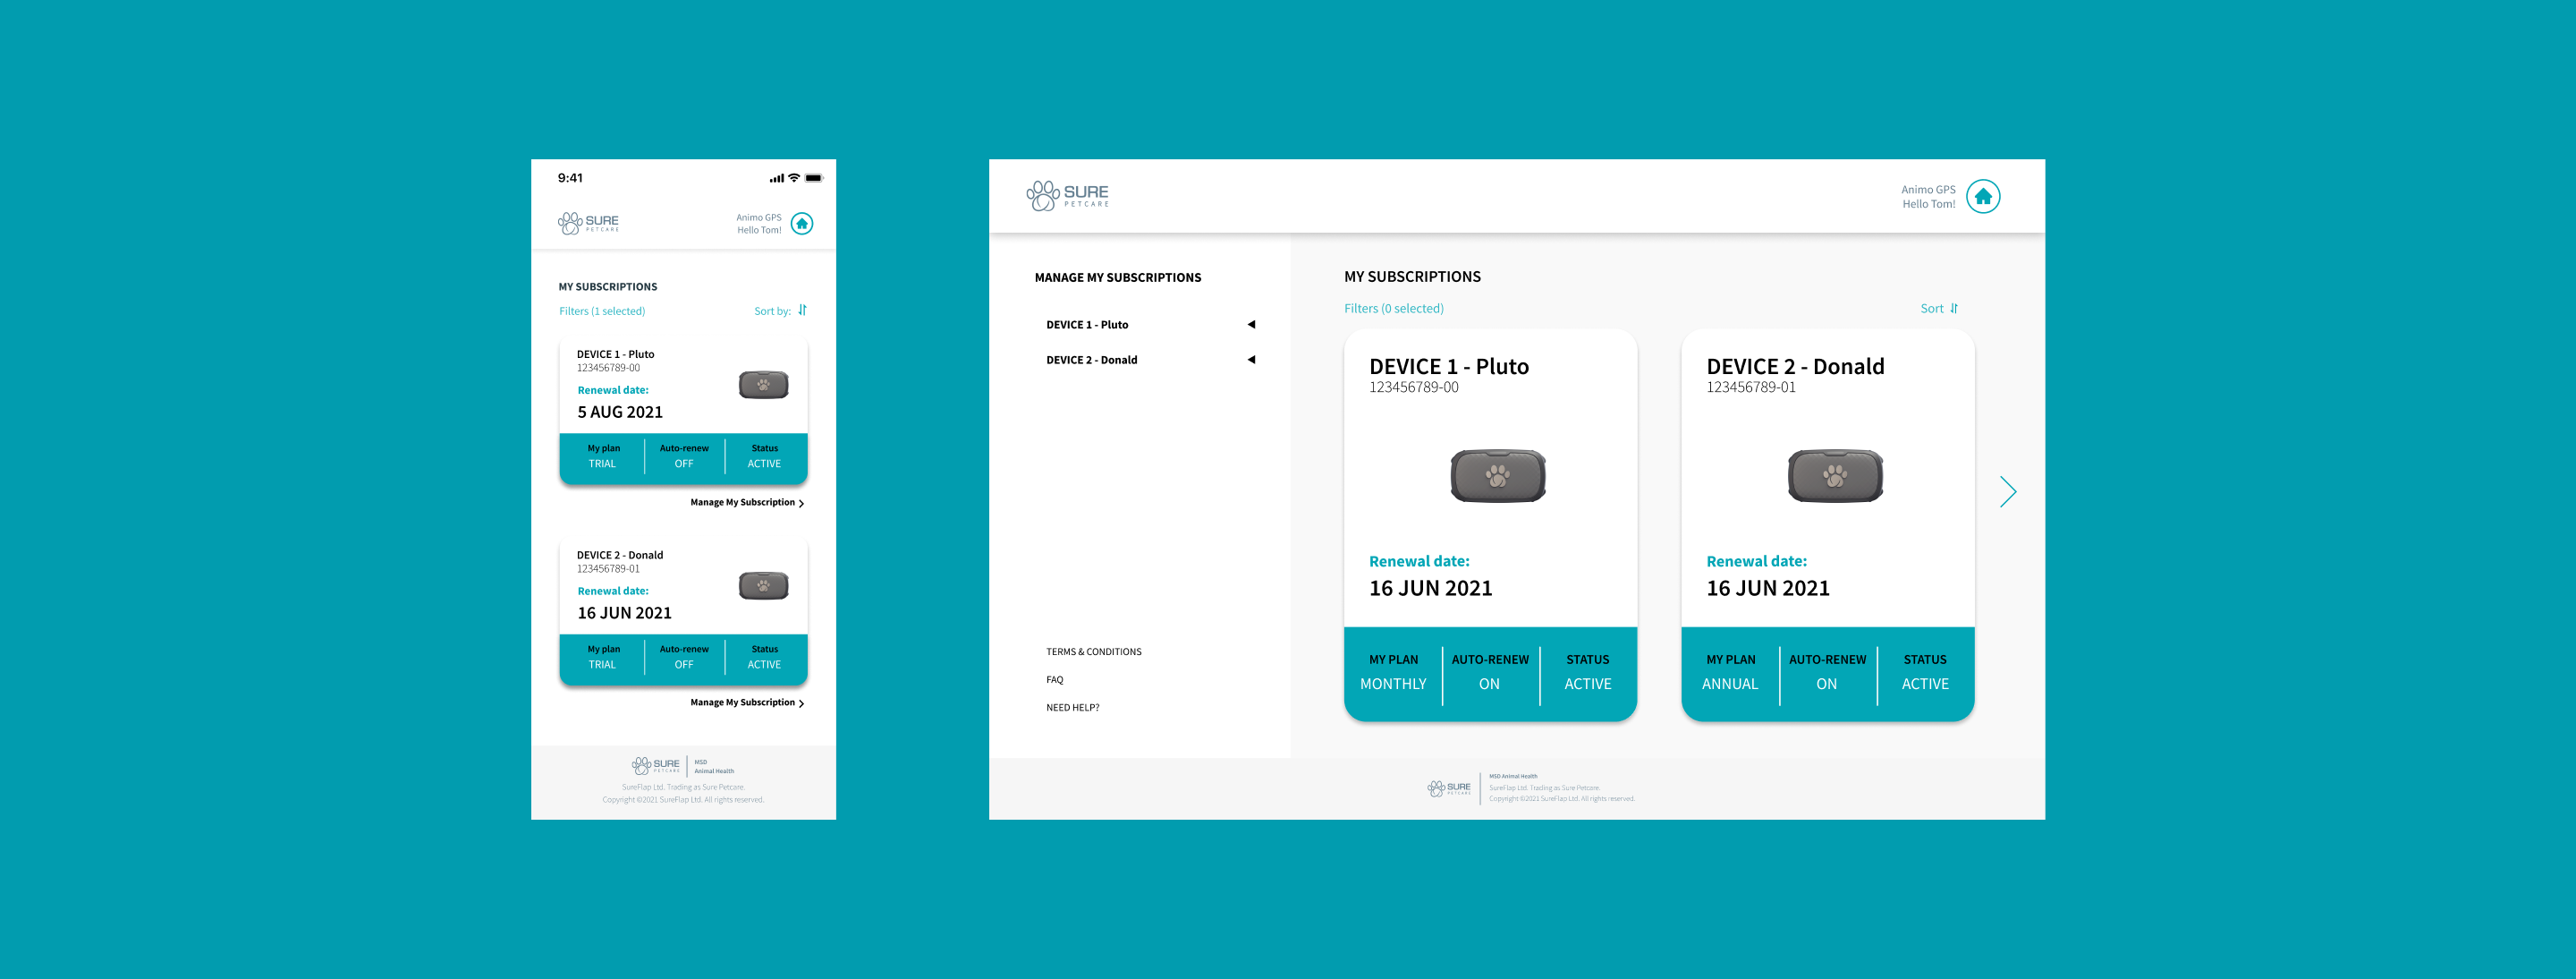 9:41
SURE
PETCARE
Animo GPS
Hello Tom!
MY SUBSCRIPTIONS
Filters (1 selected)
Sort by:
DEVICE 1 - Pluto
123456789-00
Renewal date:
5 AUG 2021
My plan Auto-renew Status
TRIAL OFF ACTIVE
Manage My Subscription
DEVICE 2 - Donald
123456789-01
Renewal date:
16 JUN 2021
My plan Auto-renew Status
TRIAL OFF ACTIVE
Manage My Subscription
SURE
PETCARE
MSD
Animal Health
SureFlap Ltd. Trading as Sure Petcare.
Copyright ©2021 SureFlap Ltd. All rights reserved.
SURE
PETCARE
Animo GPS
Hello Tom!
MANAGE MY SUBSCRIPTIONS
DEVICE 1 - Pluto
DEVICE 2 - Donald
TERMS & CONDITIONS
FAQ
NEED HELP?
MY SUBSCRIPTIONS
Filters (0 selected)
Sort
DEVICE 1 - Pluto
123456789-00
Renewal date:
16 JUN 2021
MY PLAN AUTO-RENEW STATUS
MONTHLY ON ACTIVE
DEVICE 2 - Donald
123456789-01
Renewal date:
16 JUN 2021
MY PLAN AUTO-RENEW STATUS
ANNUAL ON ACTIVE
SURE
PETCARE
MSD Animal Health
SureFlap Ltd. Trading as Sure Petcare.
Copyright ©2021 SureFlap Ltd. All rights reserved.